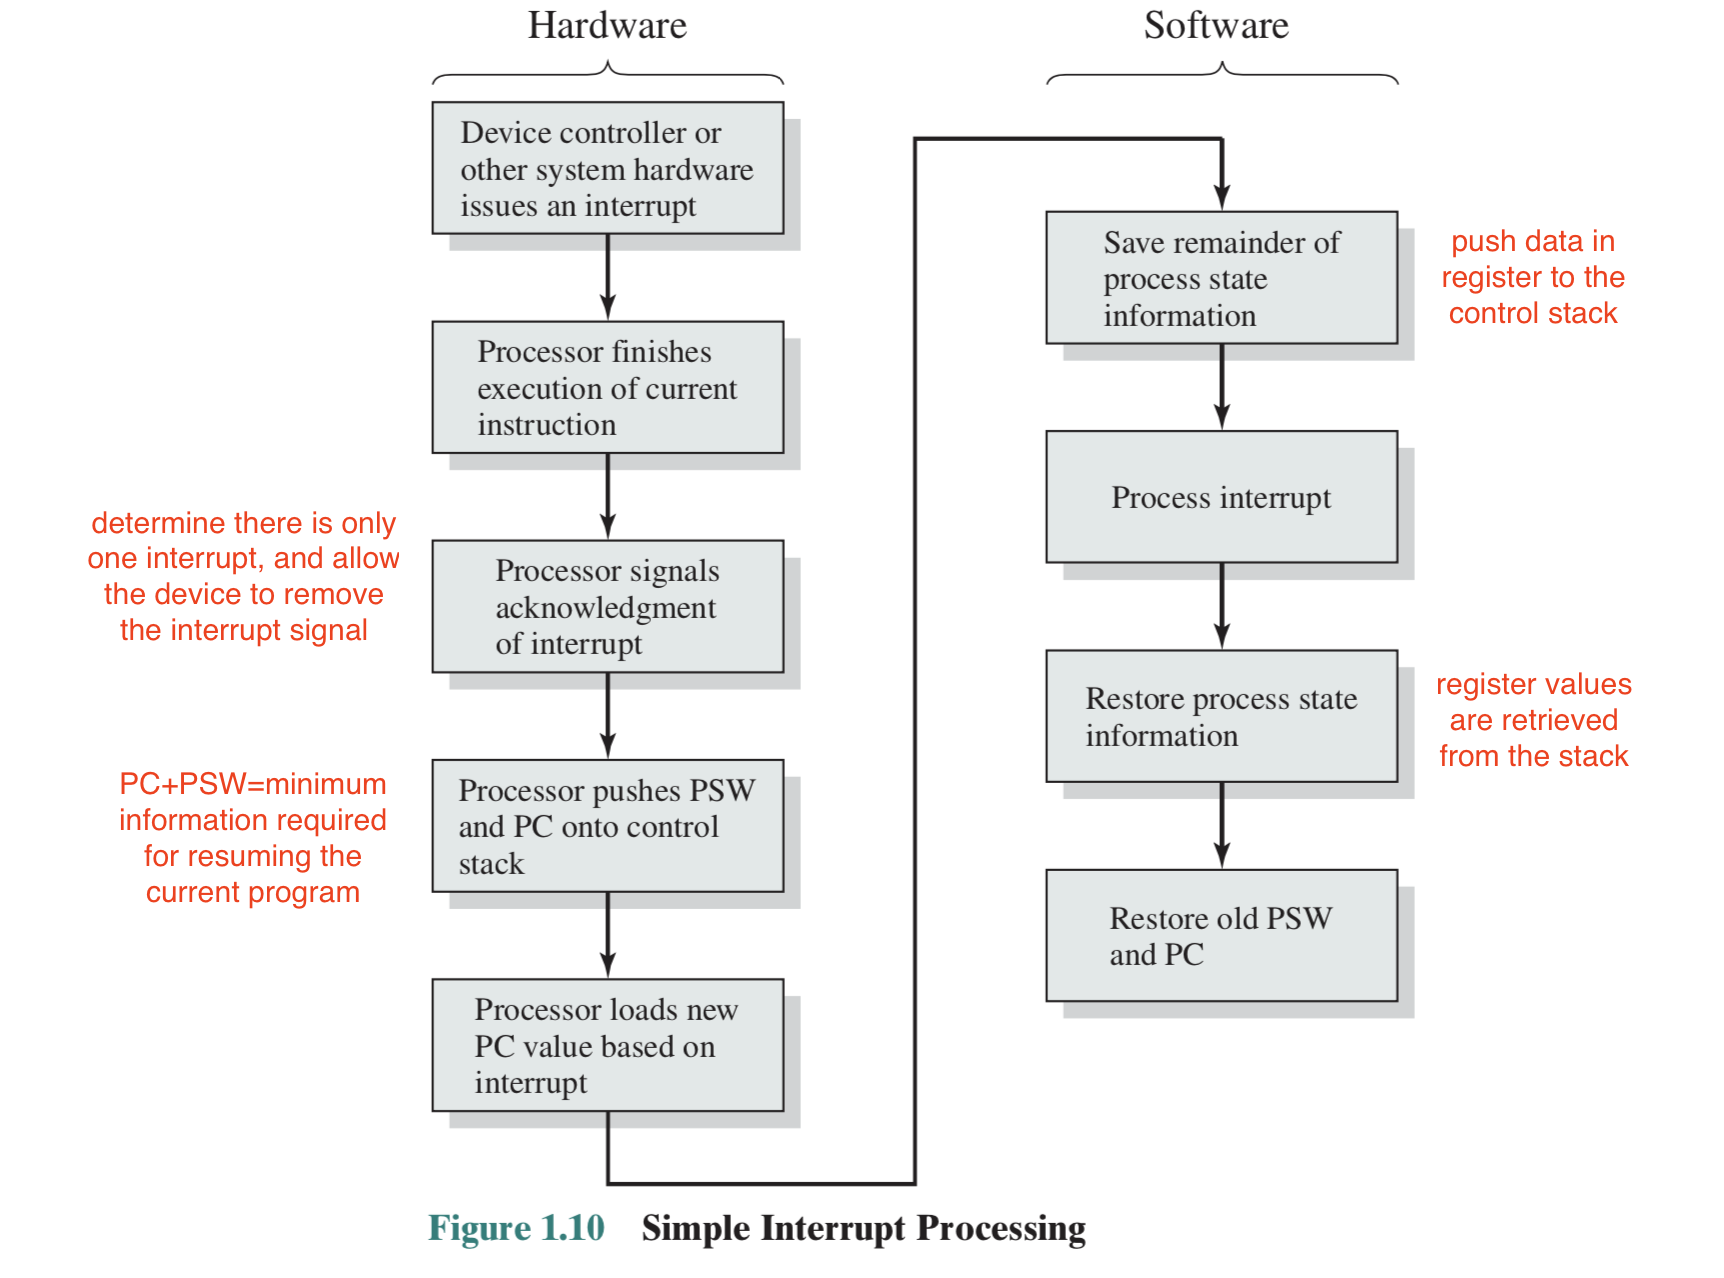 Hardware
Device controller or
other system hardware
issues an interrupt
Processor finishes
execution of current
instruction
determine there is only
one interrupt, and allow
the device to remove
the interrupt signal
Processor signals
acknowledgment
of interrupt
PC+PSW=minimum
information required
for resuming the
current program
Processor pushes PSW
and PC onto control
stack
Processor loads new
PC value based on
interrupt
Software
Save remainder of
process state
information
push data in
register to the
control stack
Process interrupt
Restore process state
information
register values
are retrieved
from the stack
Restore old PSW
and PC
Figure 1.10 Simple Interrupt Processing